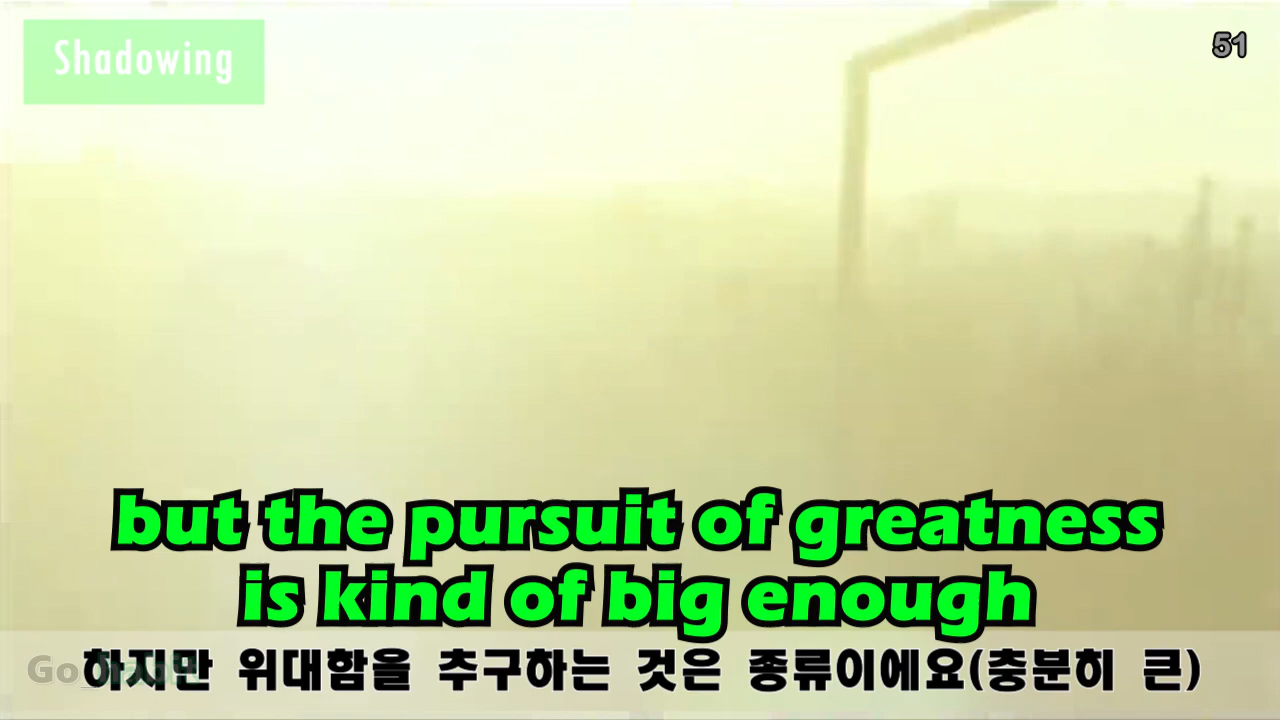 Shadowing
51
but the pursuit of greatness
is kind of big enough
하지만 위대함을 추구하는 것은 종류이에요(충분히 큰)